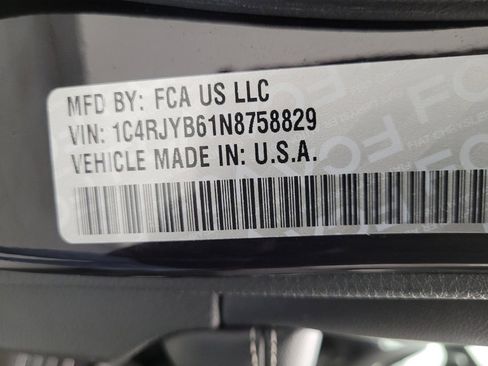 MFD BY: FCA US LLC
VIN: 1C4RJYB61N8758829
VEHICLE MADE IN: U.S.A.